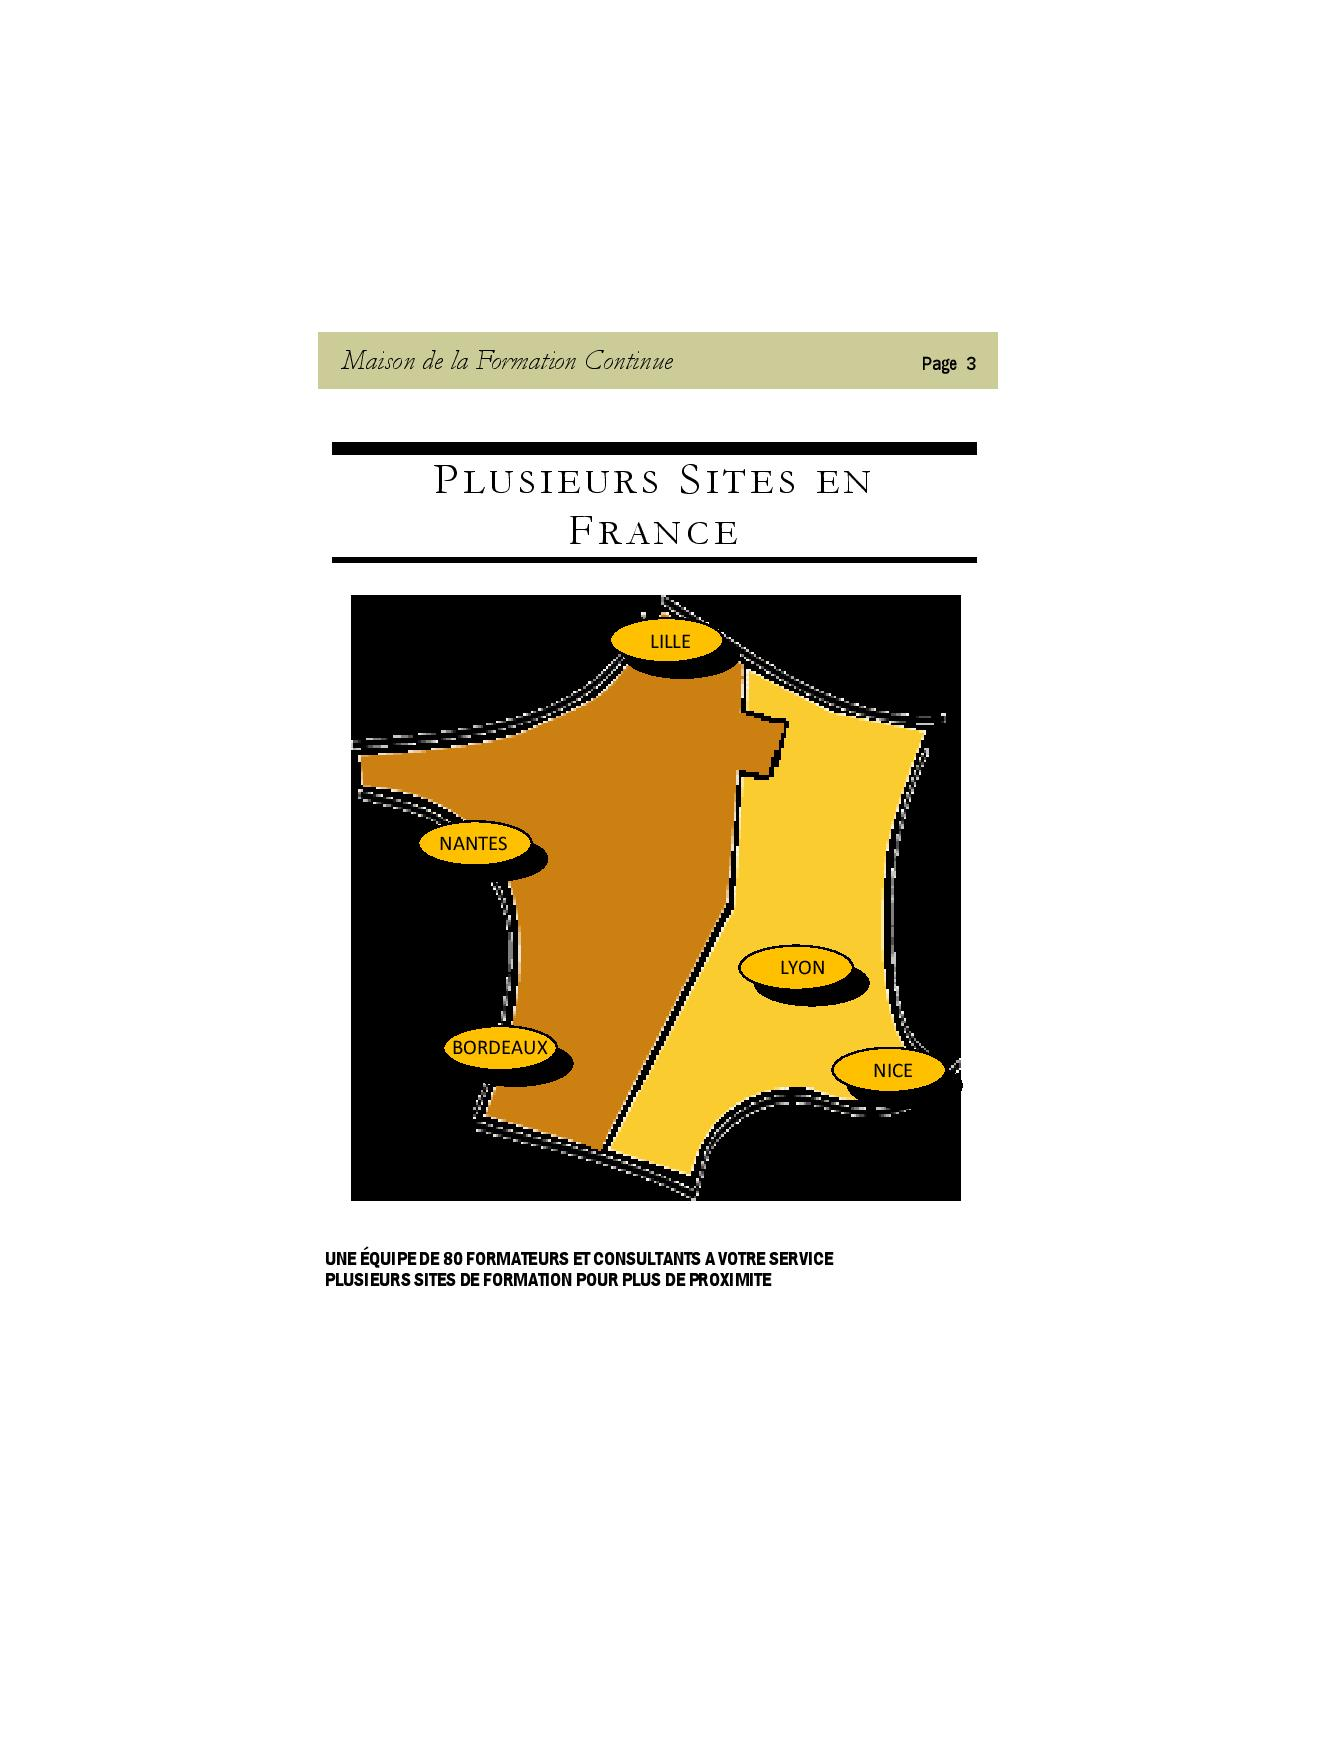 Maison de la Formation Continue Page 3
PLUSIEURS SITES EN
FRANCE
LILLE
NANTES
LYON
BORDEAUX
NICE
UNE ÉQUIPE DE 80 FORMATEURS ET CONSULTANTS A VOTRE SERVICE
PLUSIEURS SITES DE FORMATION POUR PLUS DE PROXIMITE